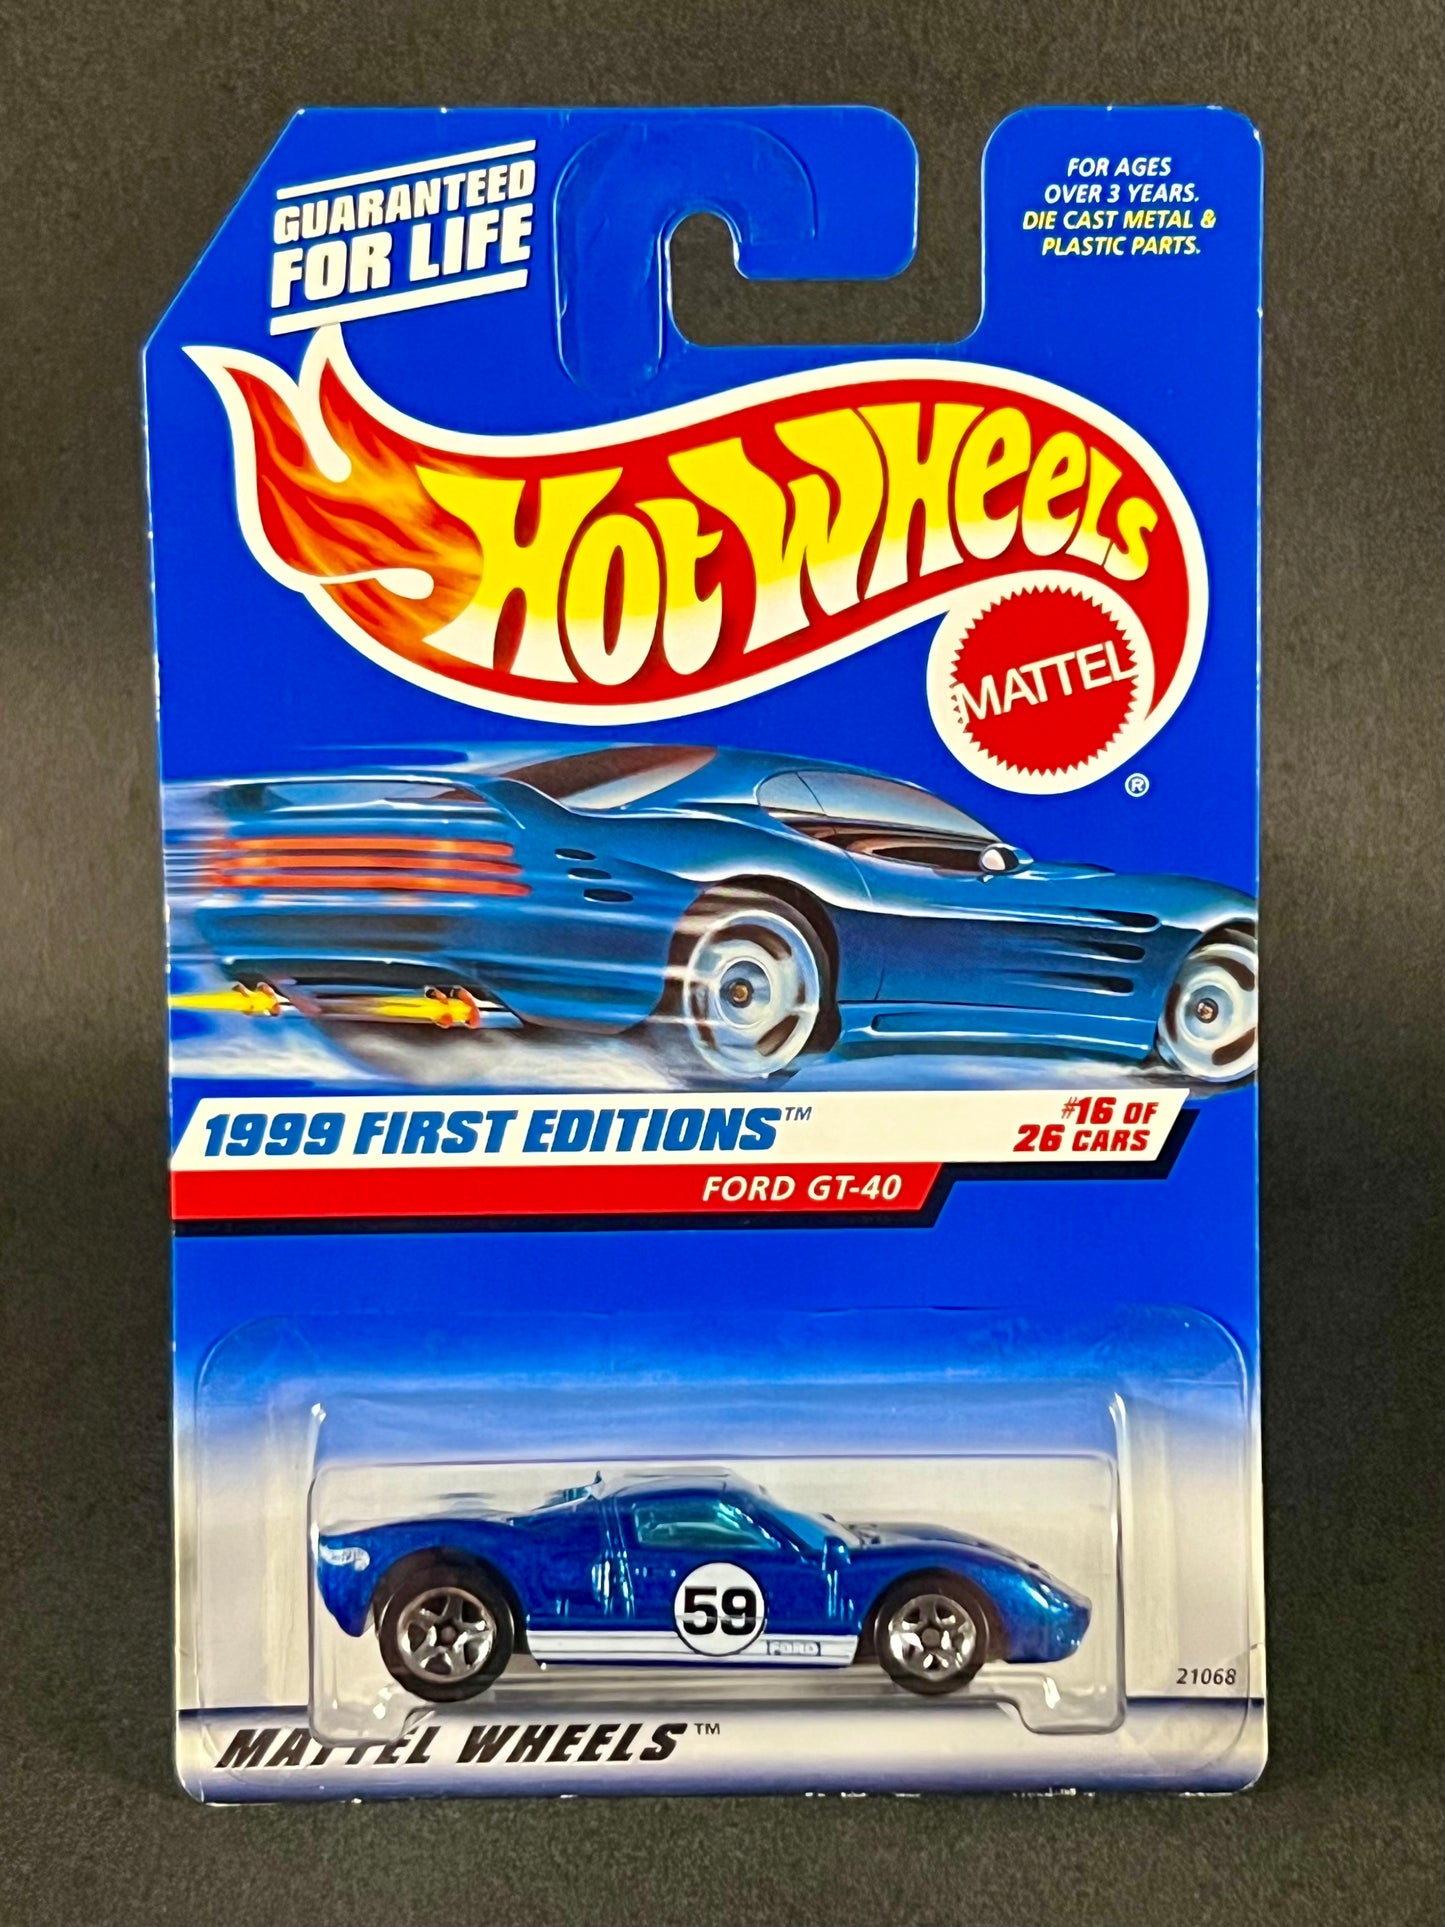 GUARANTEED
FOR LIFE
FOR AGES
OVER 3 YEARS.
DIE CAST METAL &
PLASTIC PARTS.
HOT WHEELS
MATTEL
®
1999 FIRST EDITIONS™
#16 OF
26 CARS
FORD GT-40
59
FORD
21068
MATTEL WHEELS™